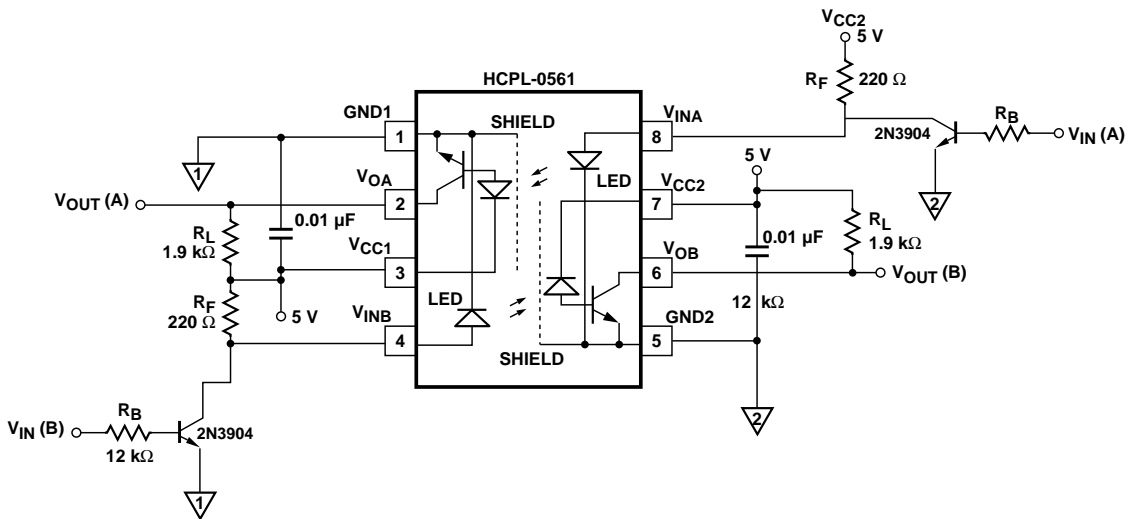 VCC2
5 V
HCPL-0561
RF
220 Ω
GND1
SHIELD
VINA
RB
1
8
2N3904
VIN (A)
1
VOA
5 V
LED
VCC2
VOUT (A)
2
7
2
RL
1.9 kΩ
0.01 µF
0.01 µF
RL
1.9 kΩ
VCC1
VOB
3
6
VOUT (B)
RF
220 Ω
5 V
LED
12 kΩ
VINB
GND2
4
5
SHIELD
RB
VIN (B)
2N3904
12 kΩ
2
1